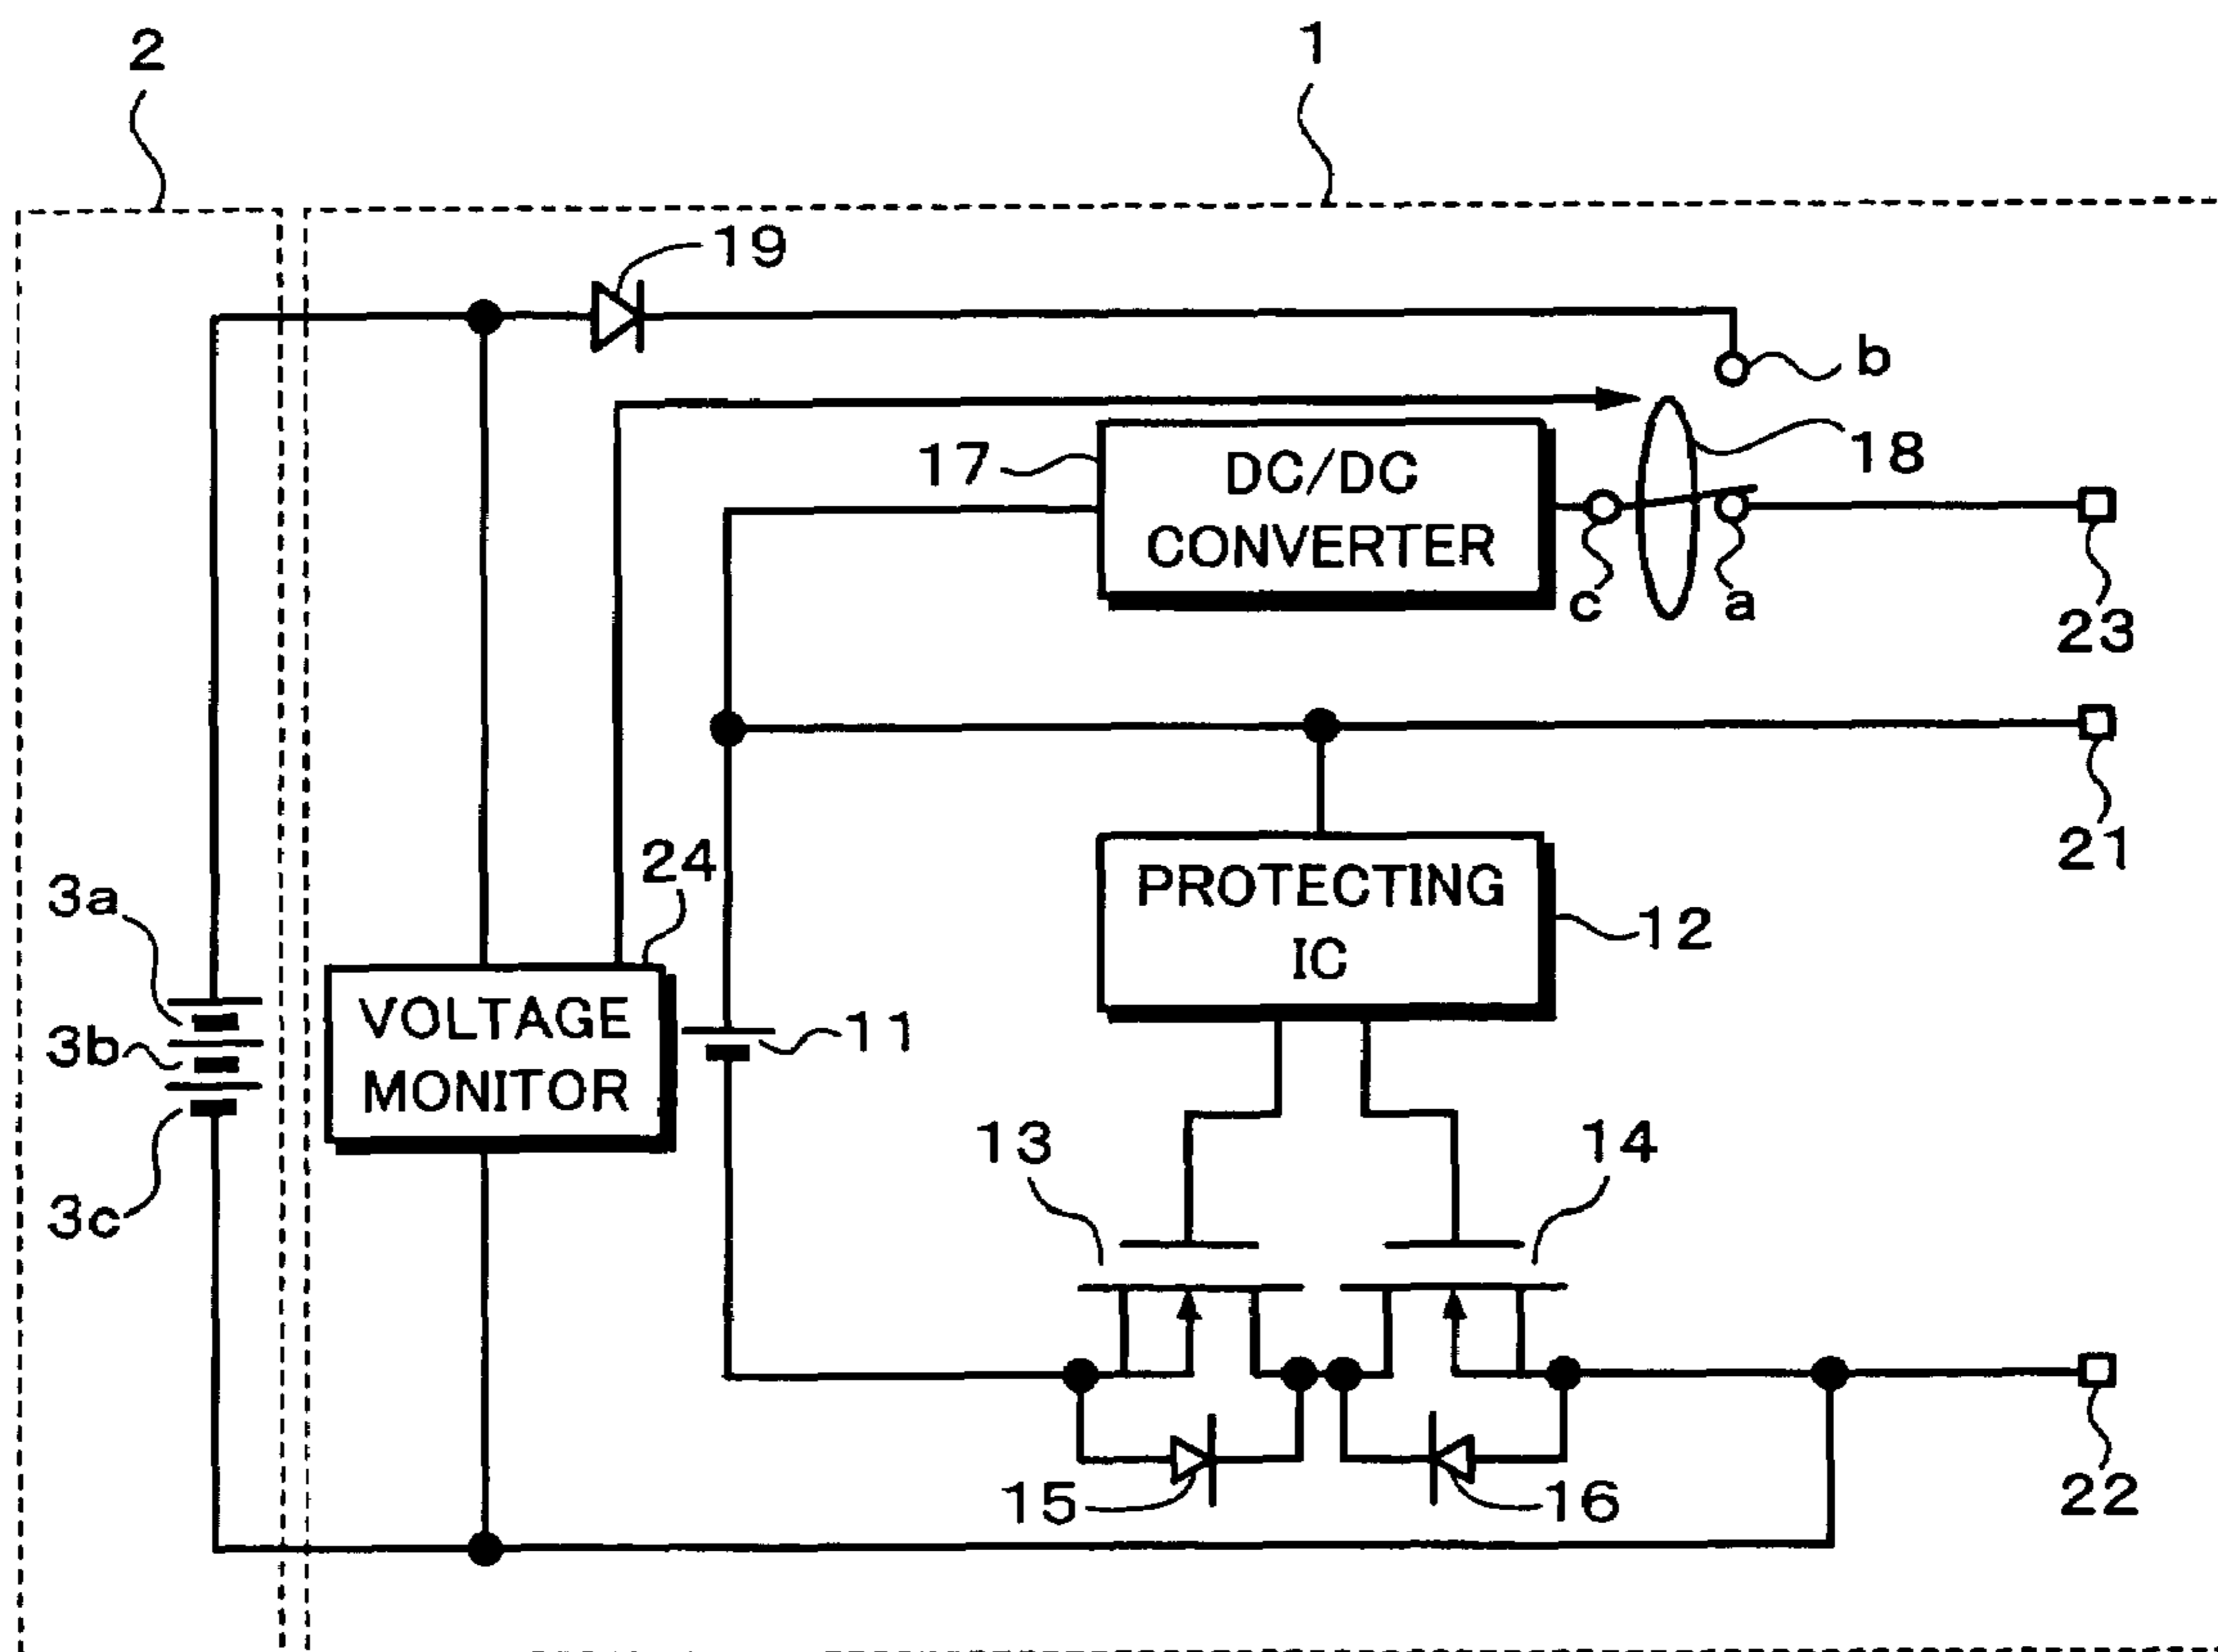 2
1
19
b
17
DC/DC
CONVERTER
18
c
a
23
21
24
3a
3b
3c
VOLTAGE
MONITOR
11
PROTECTING
IC
12
13
14
15
16
22